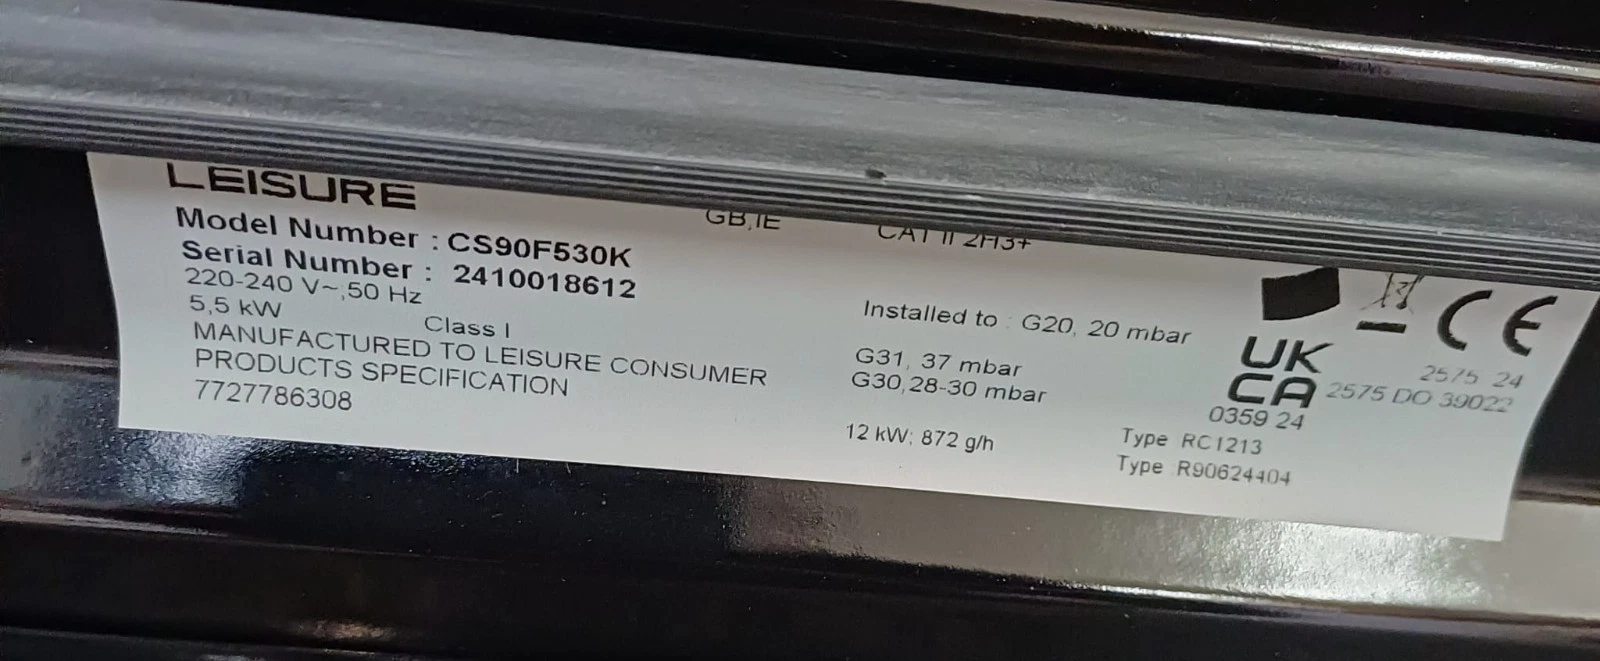 LEISURE
GB,IE
CAT II 2H3+
Model Number : CS90F530K
Serial Number : 2410018612
220-240 V~,50 Hz
5,5 kW
Class I
MANUFACTURED TO LEISURE CONSUMER
PRODUCTS SPECIFICATION
7727786308
Installed to : G20, 20 mbar
G31, 37 mbar
G30,28-30 mbar
12 kW; 872 g/h
UK
CA
0359 24
CE
2575 24
2575 DO 39022
Type RC1213
Type R90624404